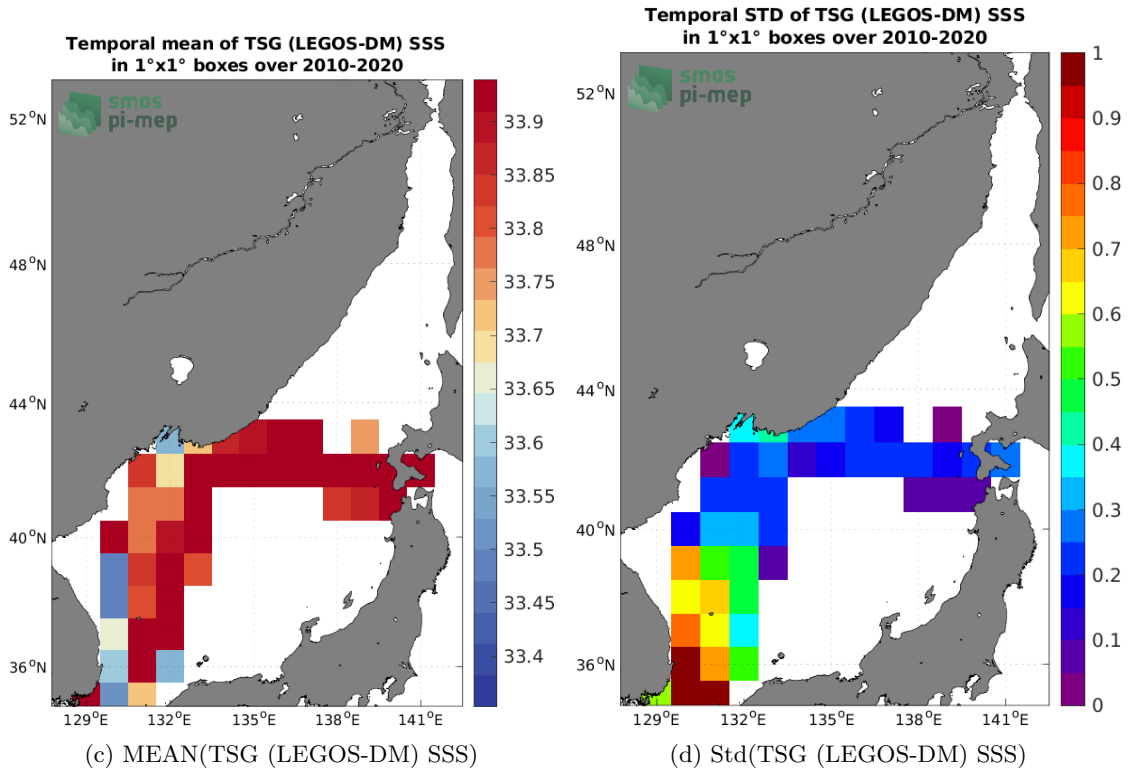 Temporal mean of TSG (LEGOS-DM) SSS
in 1°x1° boxes over 2010-2020
smos
pi-mep
52°N
48°N
44°N
40°N
36°N
129°E
132°E
135°E
138°E
141°E
33.9
33.85
33.8
33.75
33.7
33.65
33.6
33.55
33.5
33.45
33.4
(c) MEAN(TSG (LEGOS-DM) SSS)
Temporal STD of TSG (LEGOS-DM) SSS
in 1°x1° boxes over 2010-2020
smos
pi-mep
52°N
48°N
44°N
40°N
36°N
129°E
132°E
135°E
138°E
141°E
1
0.9
0.8
0.7
0.6
0.5
0.4
0.3
0.2
0.1
0
(d) Std(TSG (LEGOS-DM) SSS)